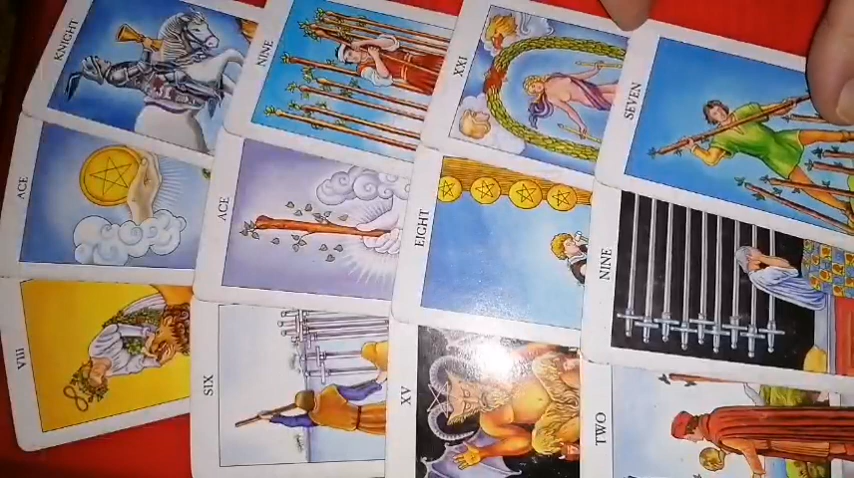 KNIGHT
NINE
XXI
SEVEN
ACE
ACE
EIGHT
NINE
VIII
SIX
XV
TWO